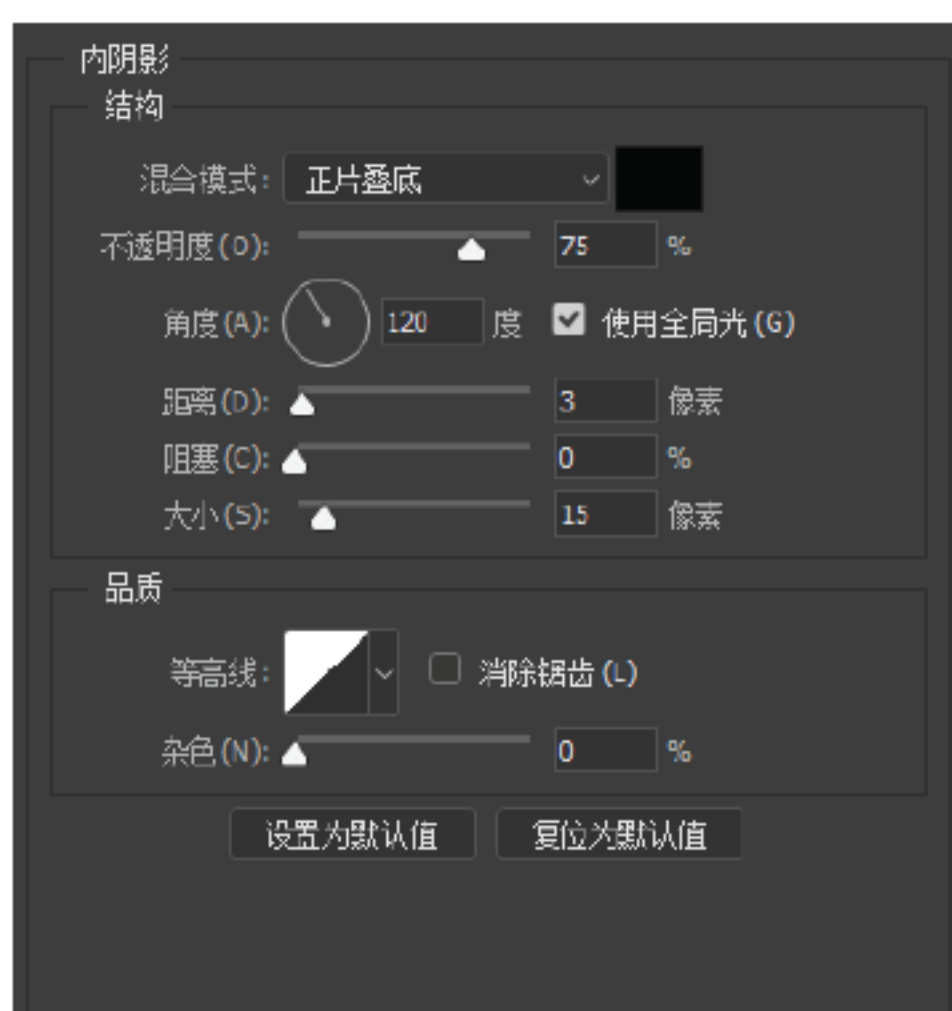 内阴影
结构
混合模式: 正片叠底
不透明度(O): 75 %
角度(A): 120 度 使用全局光(G)
距离(D): 3 像素
阻塞(C): 0 %
大小(S): 15 像素
品质
等高线: 消除锯齿(L)
杂色(N): 0 %
设置为默认值 复位为默认值